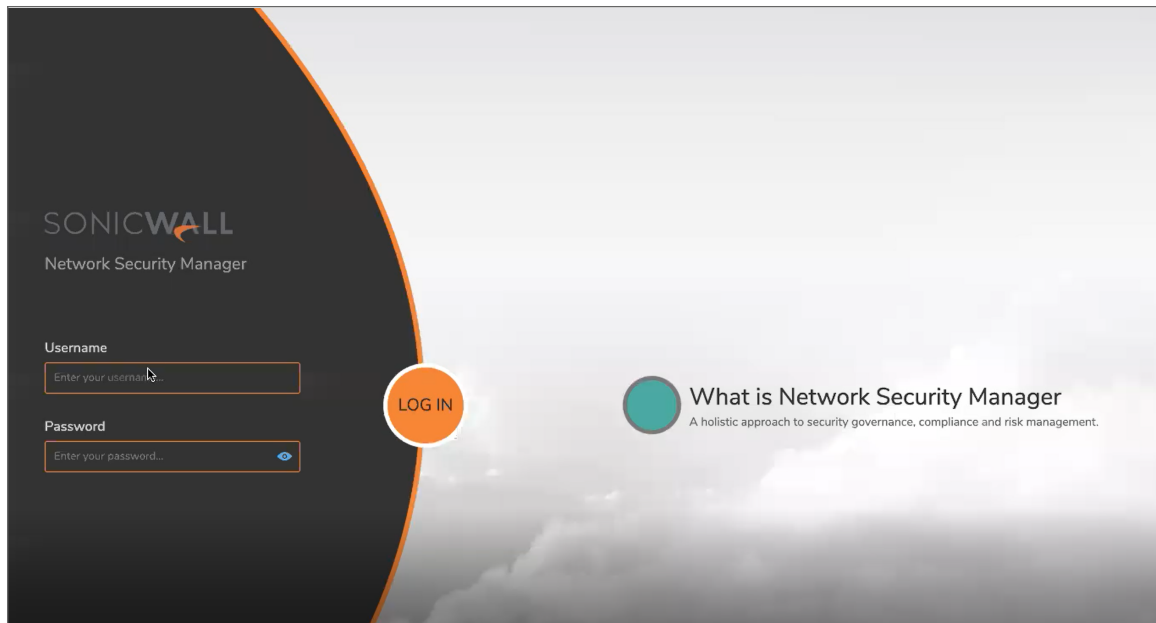 SONICWALL
Network Security Manager
Username
Enter your username...
Password
Enter your password...
LOG IN
What is Network Security Manager
A holistic approach to security governance, compliance and risk management.